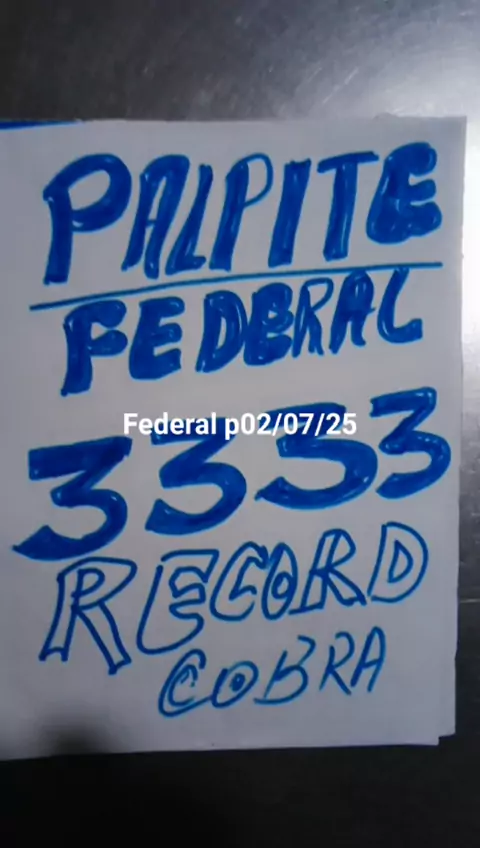 PALPITE
FEDERAL
Federal p02/07/25
3333
RECORD
COBRA